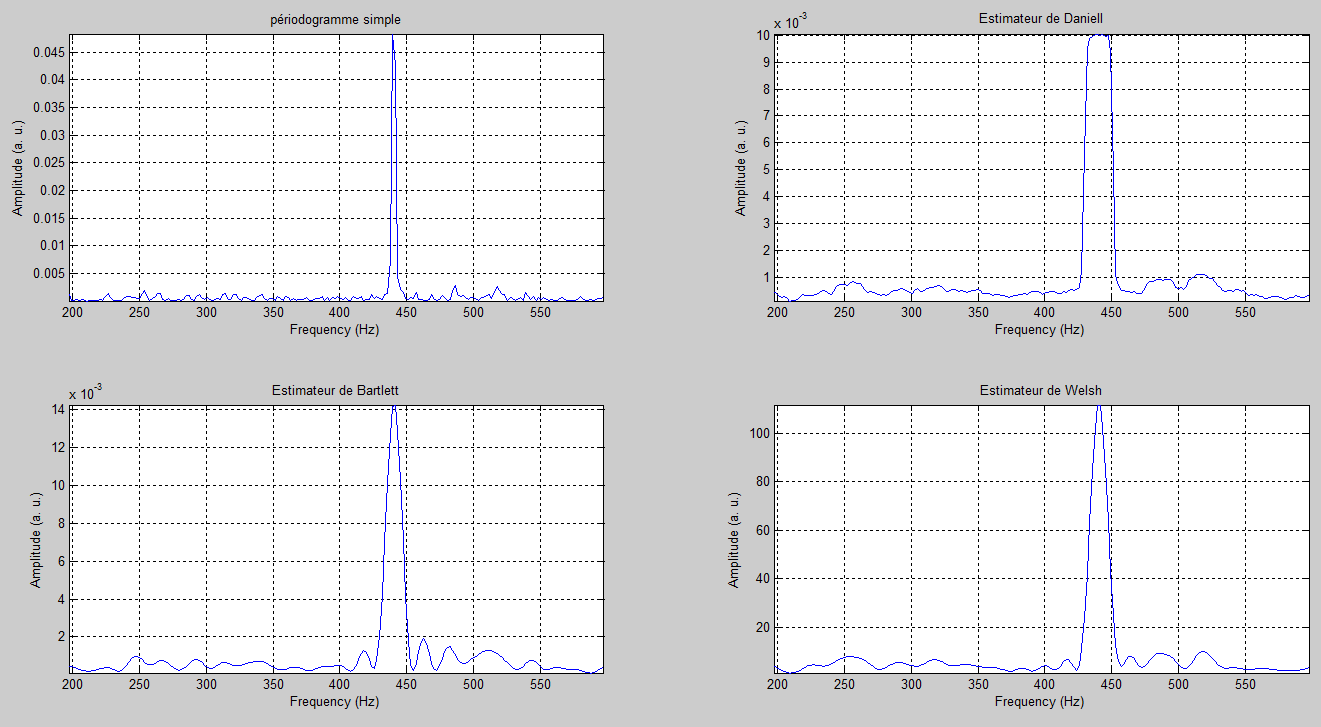 périodogramme simple
0.045
0.04
0.035
0.03
0.025
0.02
0.015
0.01
0.005
Amplitude (a. u.)
200 250 300 350 400 450 500 550
Frequency (Hz)
Estimateur de Daniell
x 10-3
10
9
8
7
6
5
4
3
2
1
Amplitude (a. u.)
200 250 300 350 400 450 500 550
Frequency (Hz)
Estimateur de Bartlett
x 10-3
14
12
10
8
6
4
2
Amplitude (a. u.)
200 250 300 350 400 450 500 550
Frequency (Hz)
Estimateur de Welsh
100
80
60
40
20
Amplitude (a. u.)
200 250 300 350 400 450 500 550
Frequency (Hz)